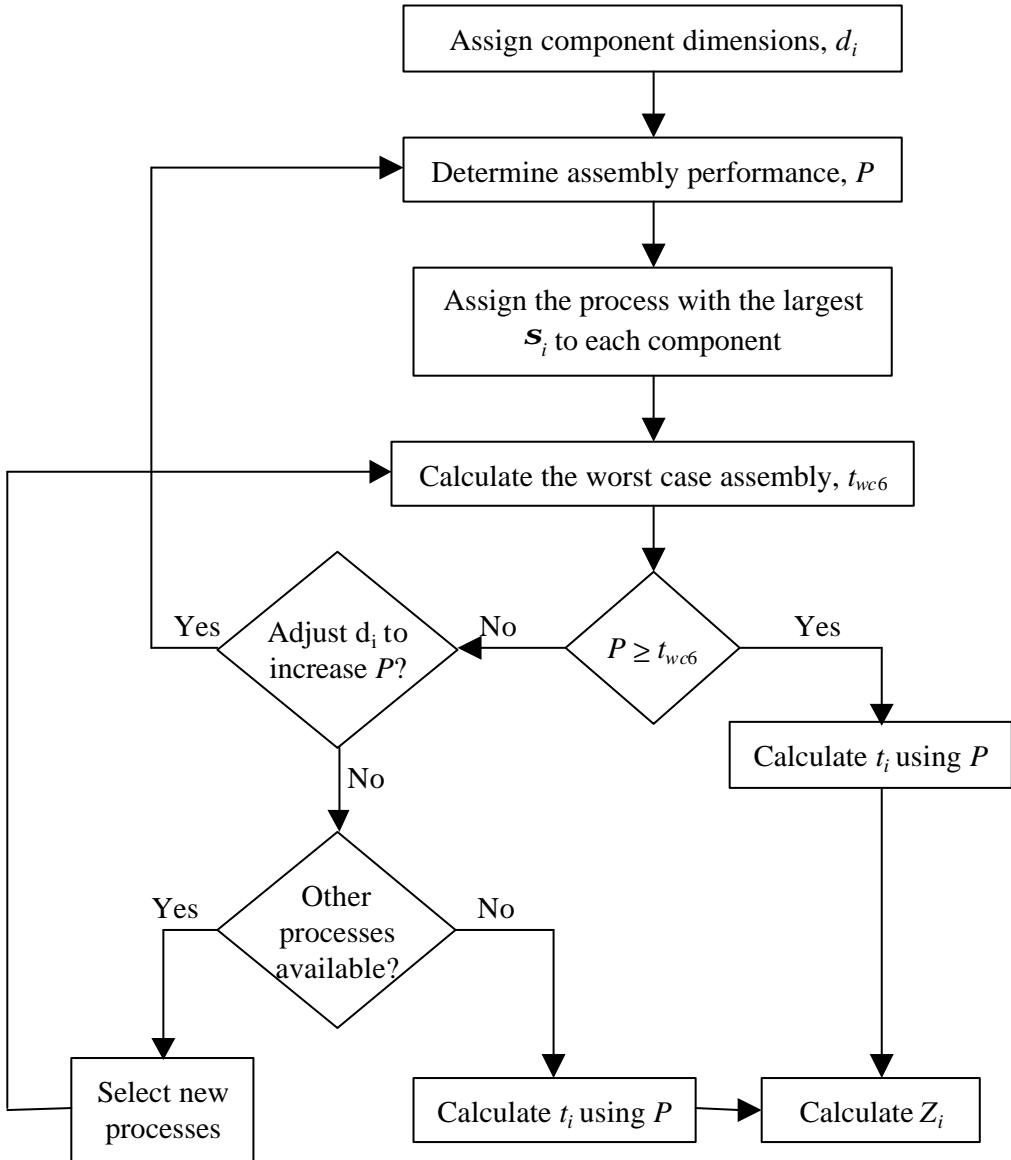 Assign component dimensions, d_i
Determine assembly performance, P
Assign the process with the largest
s_i to each component
Calculate the worst case assembly, t_wc6
Yes
Adjust d_i to
increase P?
No
P ≥ t_wc6
Yes
Calculate t_i using P
No
Yes
Other
processes
available?
No
Select new
processes
Calculate t_i using P
Calculate Z_i